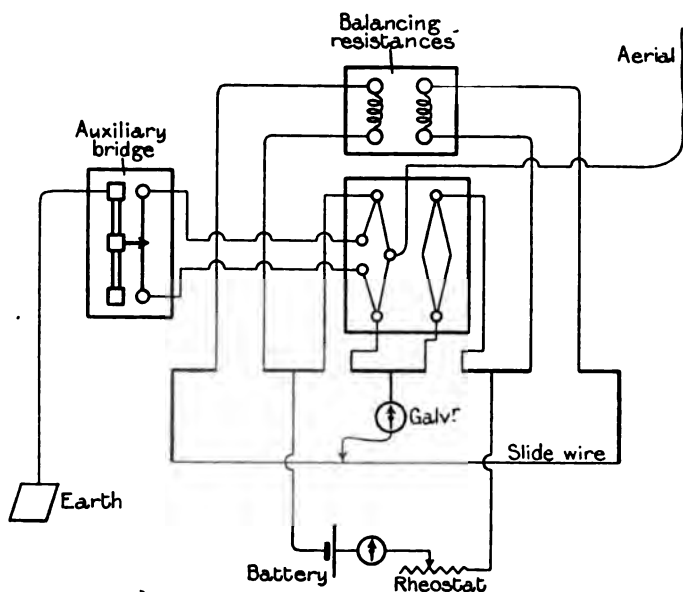 Balancing
resistances
Aerial
Auxiliary
bridge
Galvr.
Slide wire
Earth
Battery
Rheostat